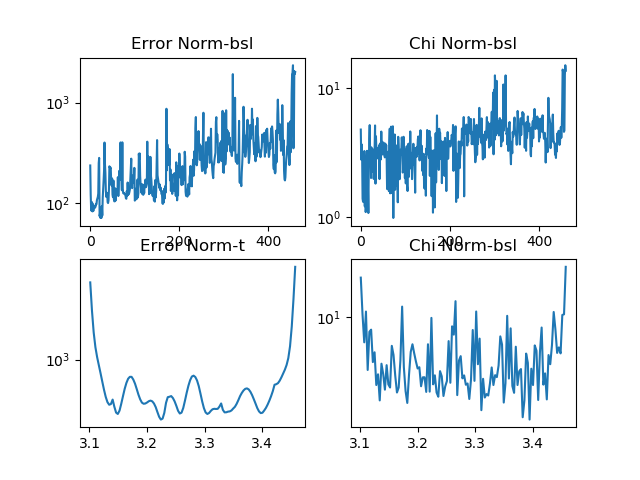 Error Norm-bsl
Chi Norm-bsl
10³
10²
10¹
10⁰
0 200 400
0 200 400
Error Norm-t
Chi Norm-bsl
10³
10¹
3.1 3.2 3.3 3.4
3.1 3.2 3.3 3.4